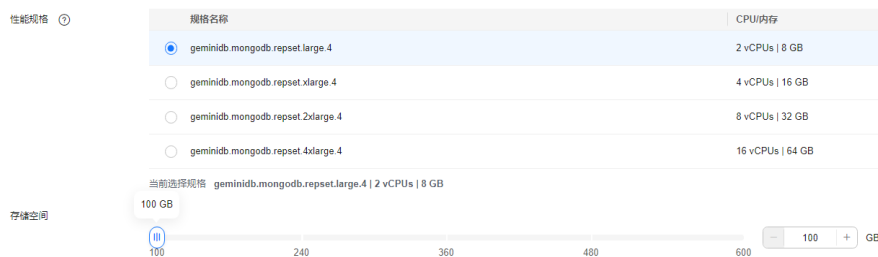 性能规格 ?
规格名称 CPU/内存
geminidb.mongodb.repset.large.4 2 vCPUs | 8 GB
geminidb.mongodb.repset.xlarge.4 4 vCPUs | 16 GB
geminidb.mongodb.repset.2xlarge.4 8 vCPUs | 32 GB
geminidb.mongodb.repset.4xlarge.4 16 vCPUs | 64 GB
当前选择规格 geminidb.mongodb.repset.large.4 | 2 vCPUs | 8 GB
100 GB
存储空间
− 100 + GB
100 240 360 480 600